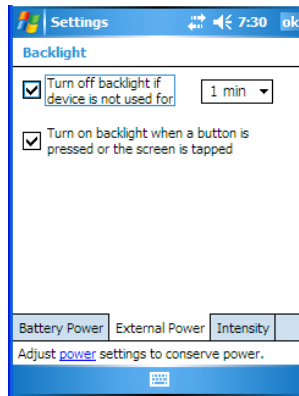 Settings 7:30 ok
Backlight
Turn off backlight if
device is not used for 1 min
Turn on backlight when a button is
pressed or the screen is tapped
Battery Power External Power Intensity
Adjust power settings to conserve power.